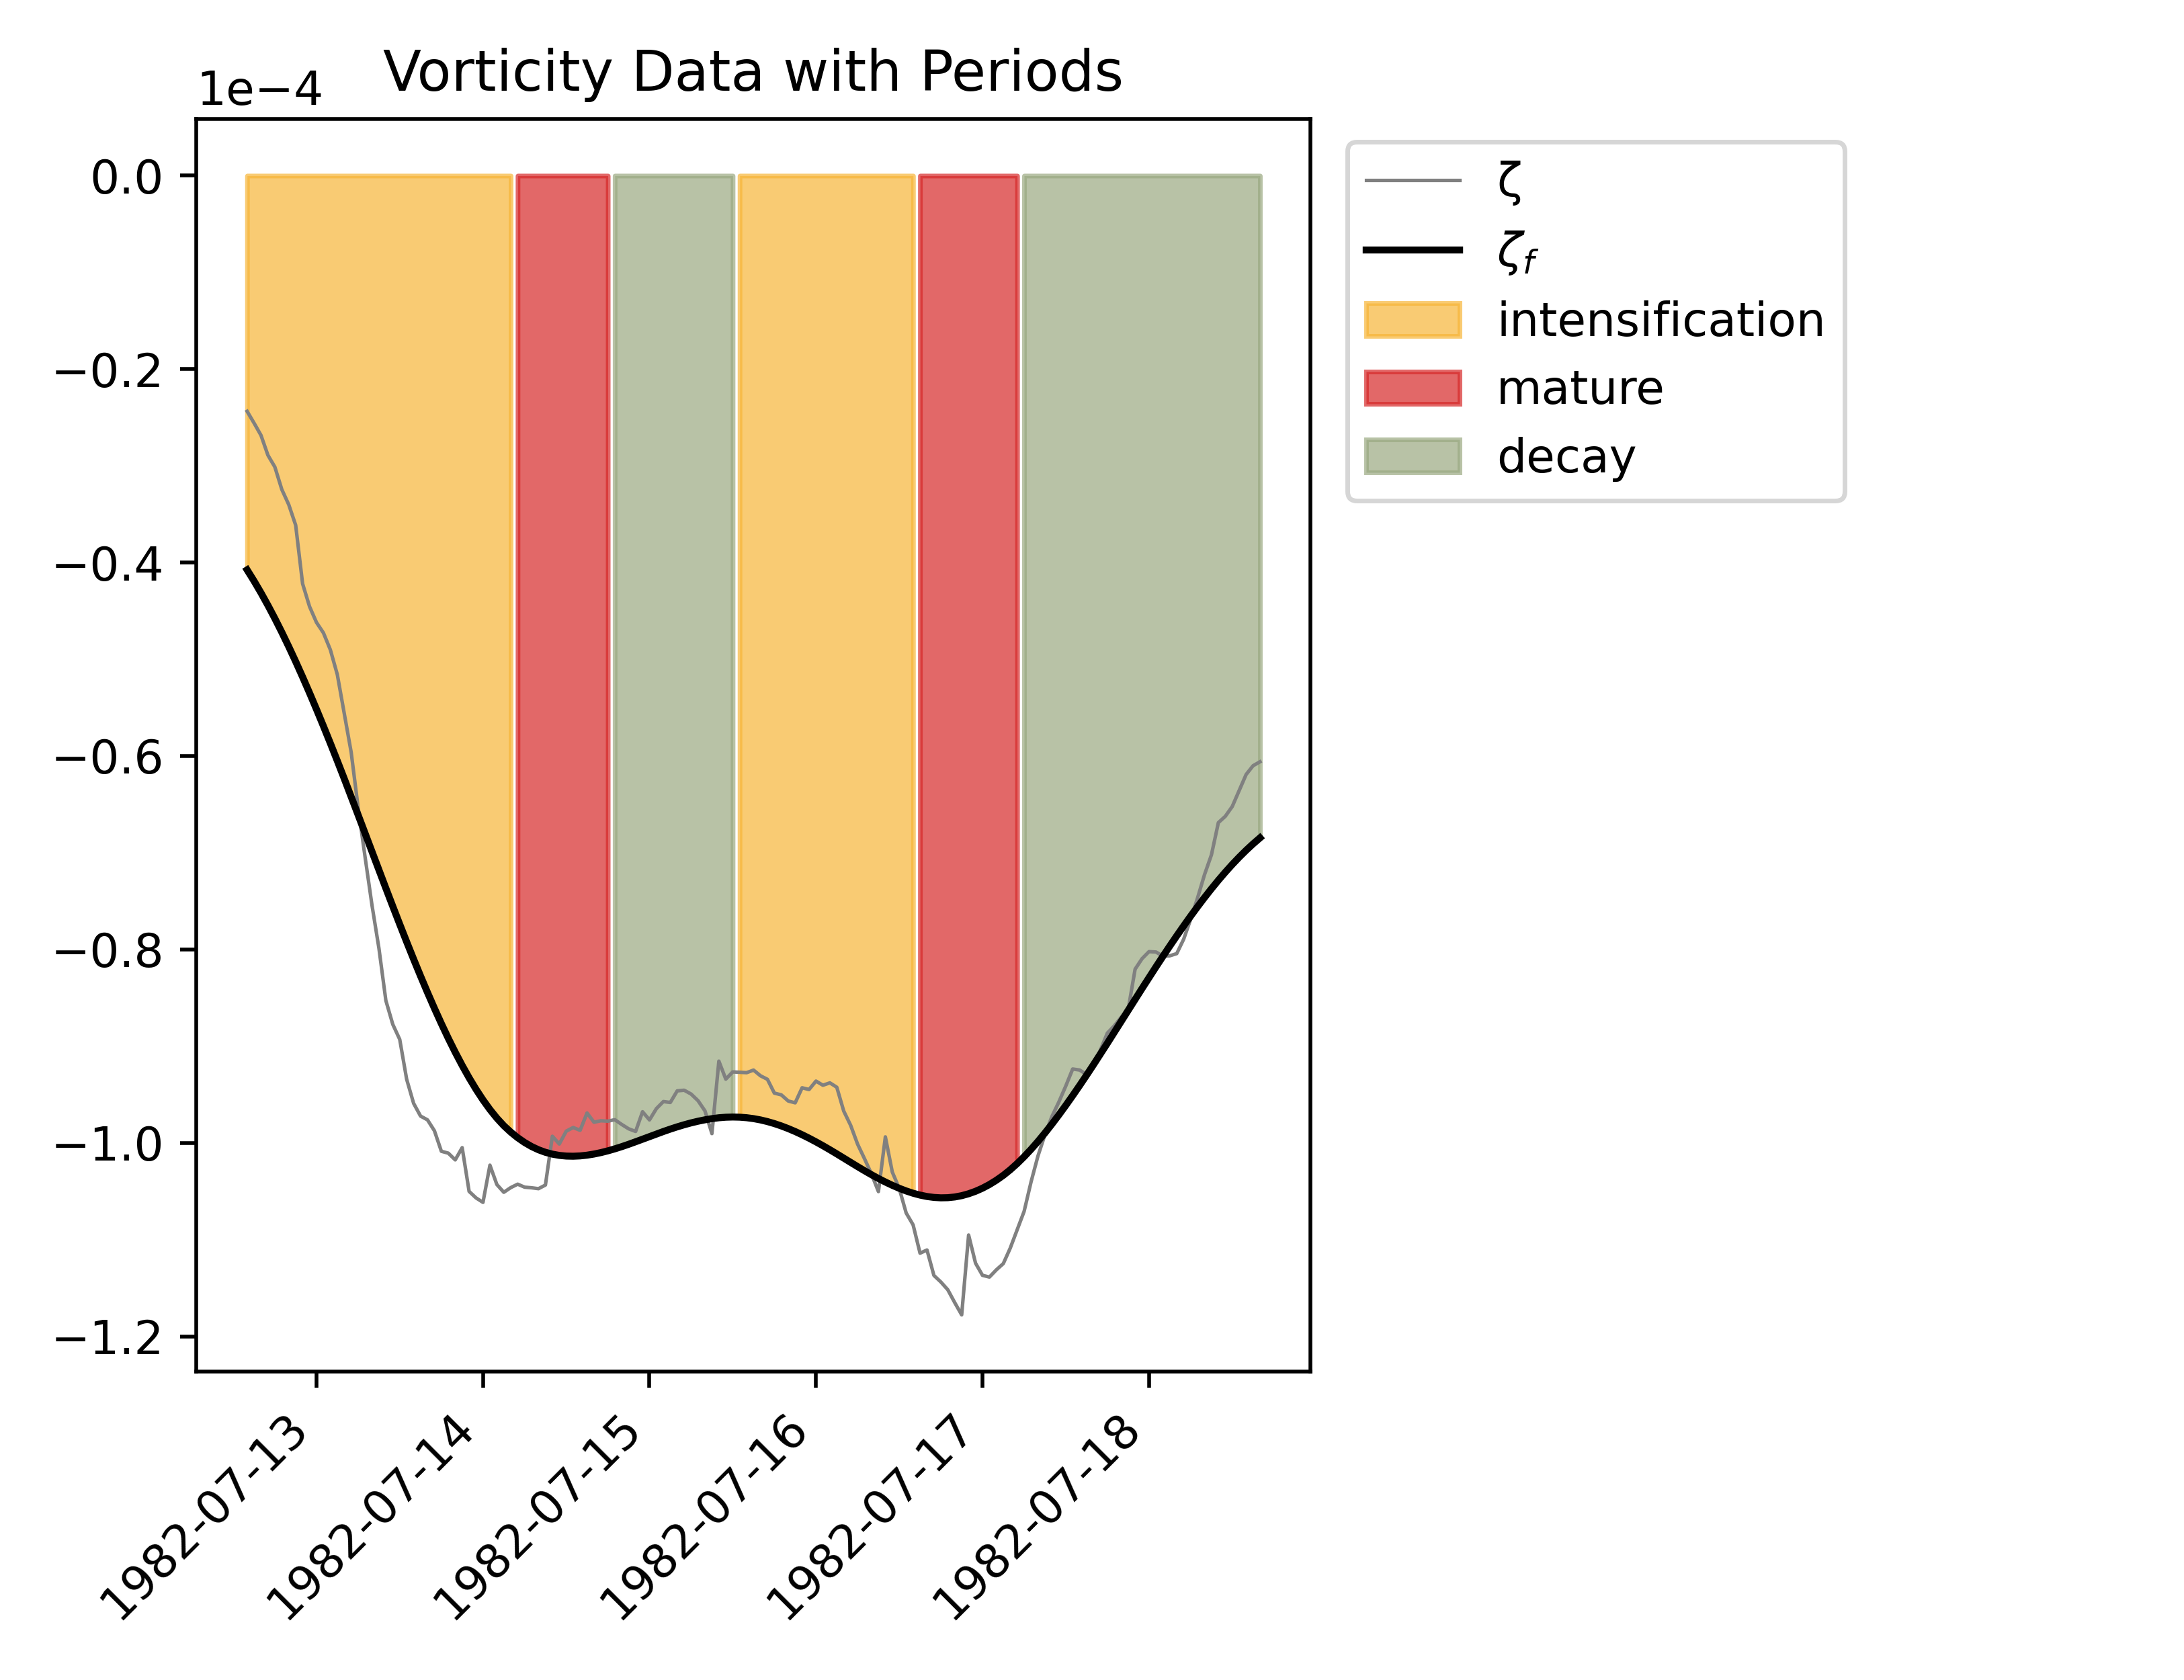 Vorticity Data with Periods
1e−4
0.0
−0.2
−0.4
−0.6
−0.8
−1.0
−1.2
1982-07-13
1982-07-14
1982-07-15
1982-07-16
1982-07-17
1982-07-18
ζ
ζf
intensification
mature
decay